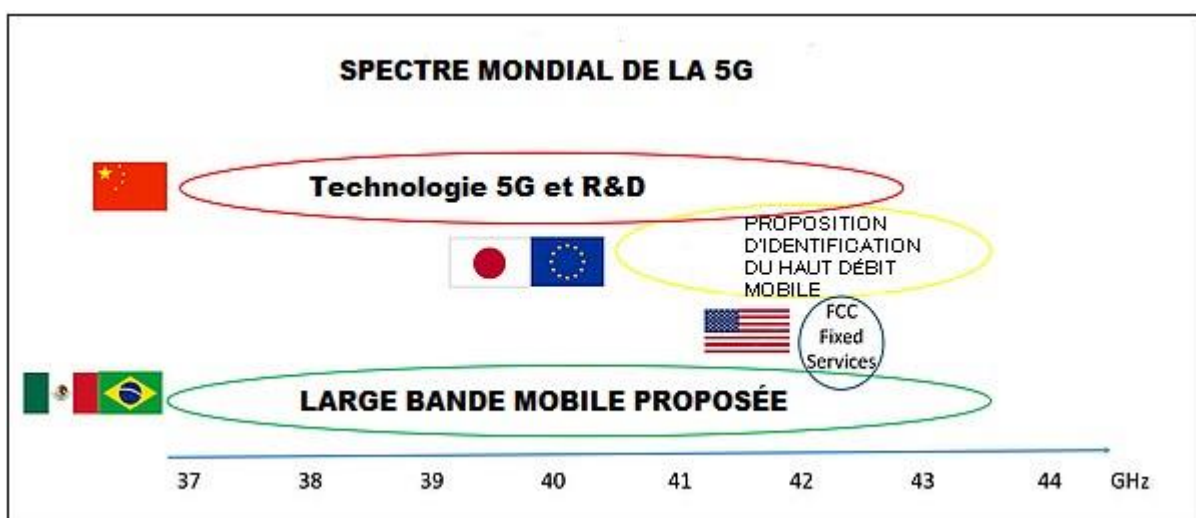 SPECTRE MONDIAL DE LA 5G
Technologie 5G et R&D
PROPOSITION
D'IDENTIFICATION
DU HAUT DÉBIT
MOBILE
FCC
Fixed
Services
LARGE BANDE MOBILE PROPOSÉE
37 38 39 40 41 42 43 44 GHz